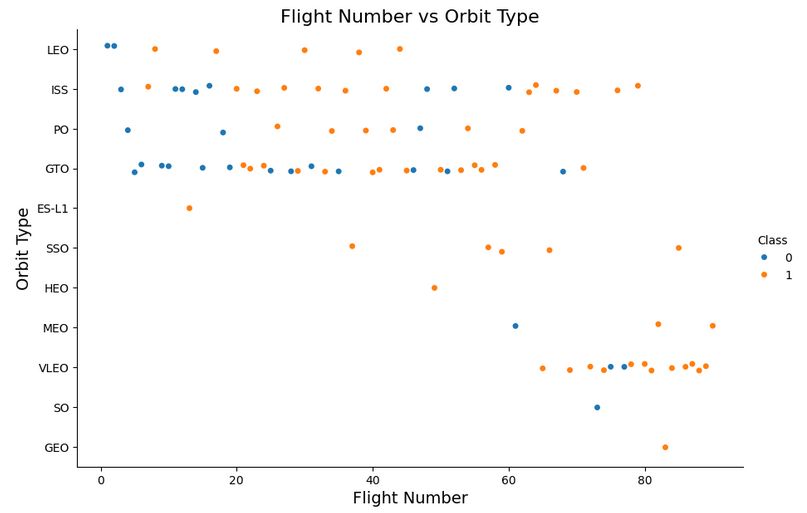 Flight Number vs Orbit Type
LEO
ISS
PO
GTO
ES-L1
SSO
HEO
MEO
VLEO
SO
GEO
Orbit Type
0
20
40
60
80
Flight Number
Class
0
1